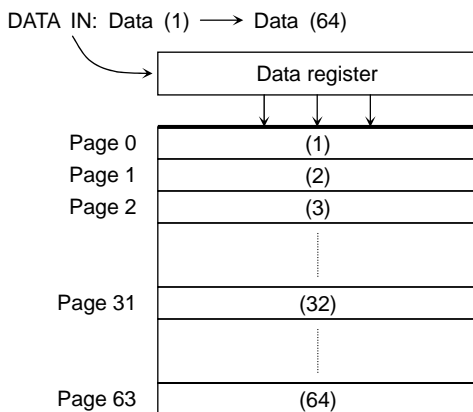 DATA IN: Data (1) ⟶ Data (64)
Data register
Page 0 (1)
Page 1 (2)
Page 2 (3)
Page 31 (32)
Page 63 (64)